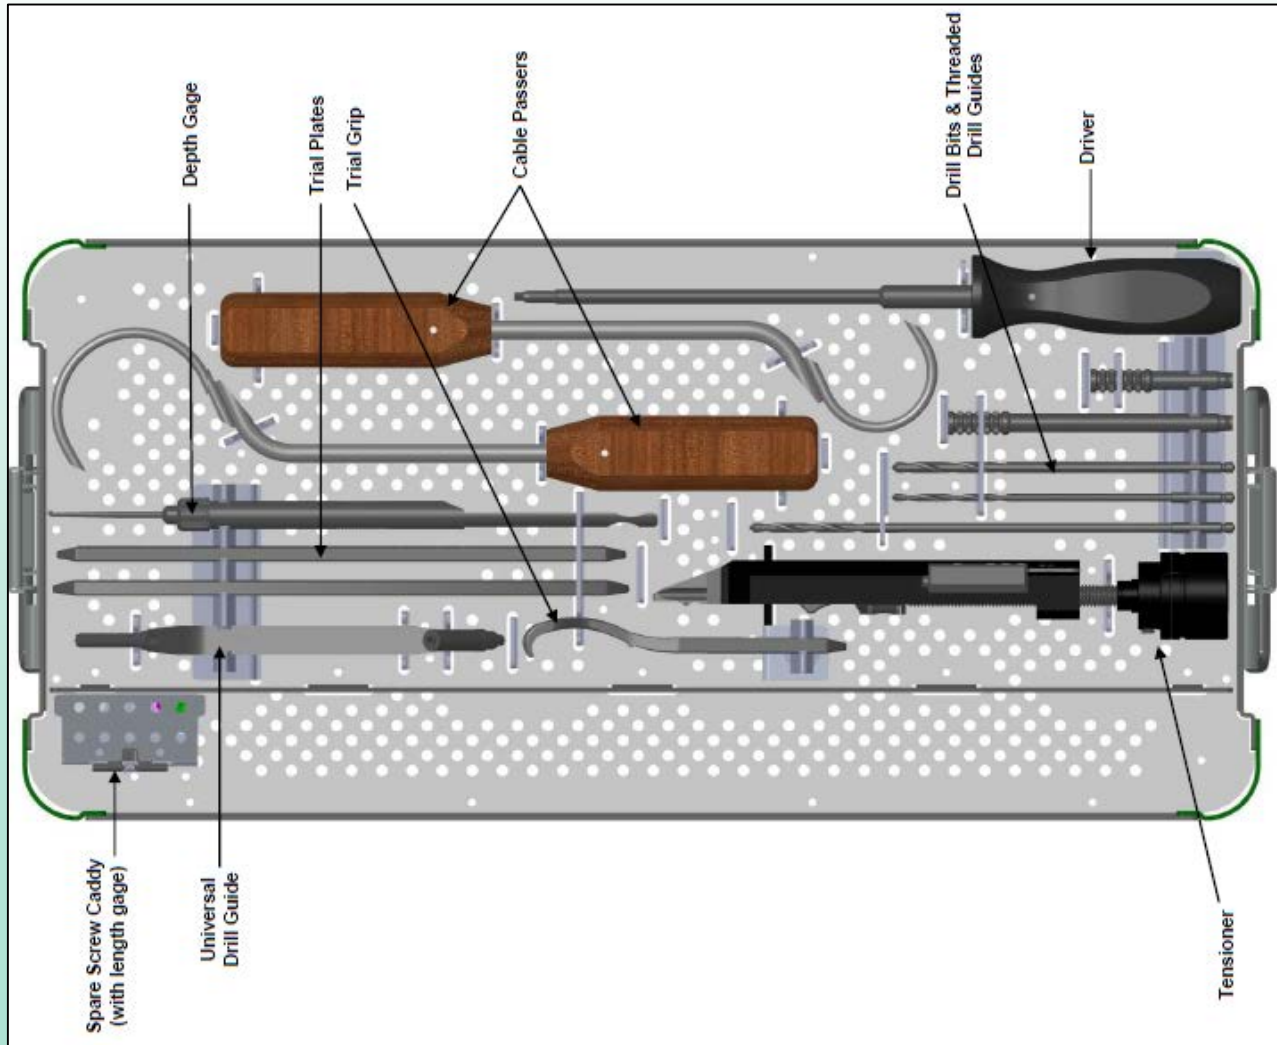 Depth Gage
Trial Plates
Trial Grip
Cable Passers
Drill Bits & Threaded
Drill Guides
Driver
Spare Screw Caddy
(with length gage)
Universal
Drill Guide
Tensioner